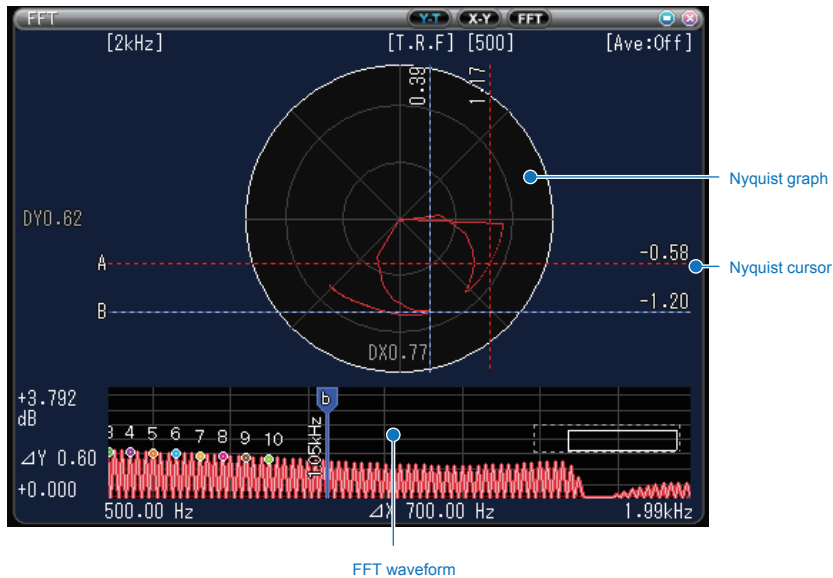 FFT Y-T X-Y FFT
[2kHz] [T.R.F] [500] [Ave:Off]
0.39 1.17
Nyquist graph
DY0.62
A -0.58
Nyquist cursor
B -1.20
DX0.77
+3.792
dB
b
3 4 5 6 7 8 9 10
1.05kHz
⊿Y 0.60
+0.000
500.00 Hz ⊿X 700.00 Hz 1.99kHz
FFT waveform